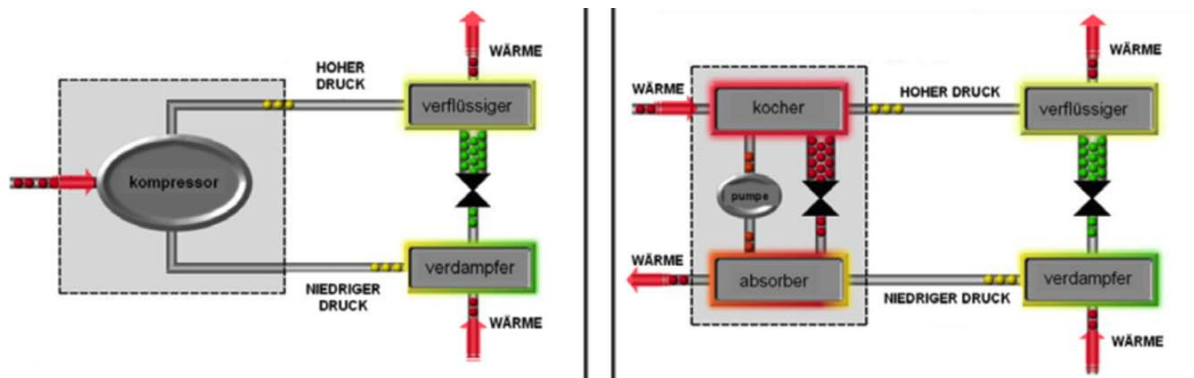 WÄRME
HOHER
DRUCK
verflüssiger
kompressor
verdampfer
NIEDRIGER
DRUCK
WÄRME
WÄRME
WÄRME
kocher
HOHER DRUCK
verflüssiger
pumpe
WÄRME
absorber
verdampfer
NIEDRIGER DRUCK
WÄRME